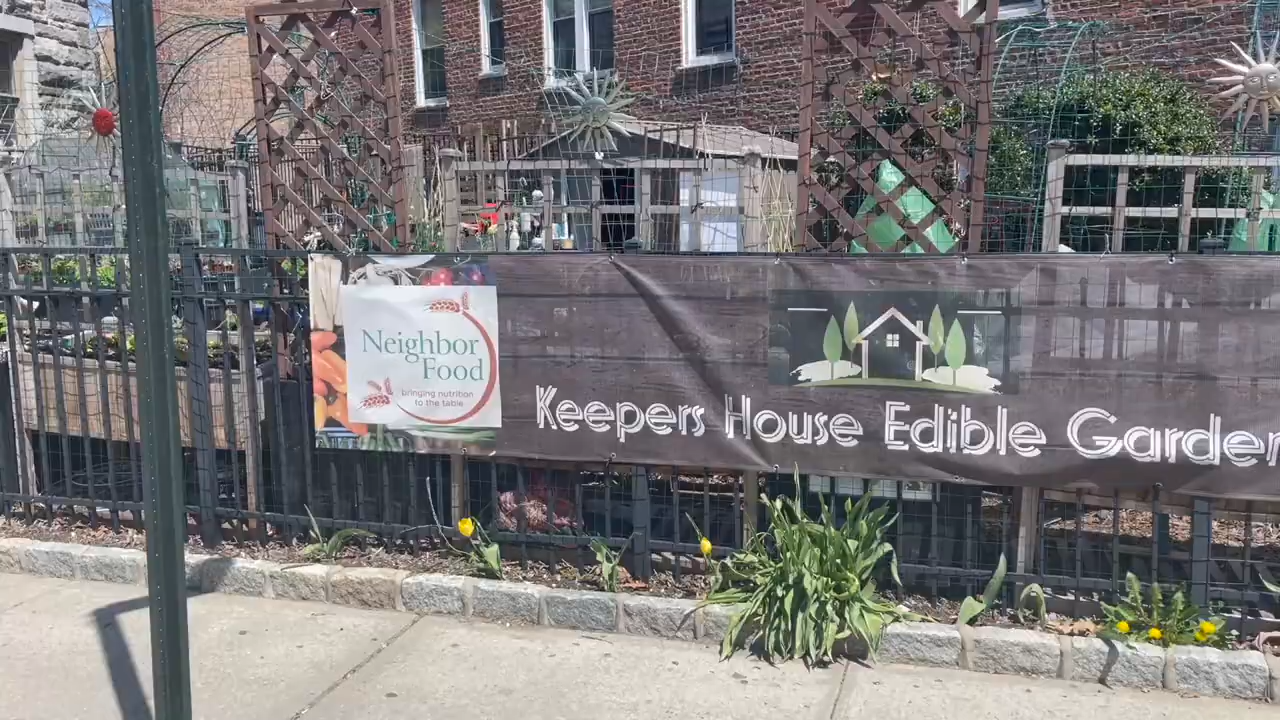 Neighbor
Food
bringing nutrition
to the table
Keepers House Edible Garden